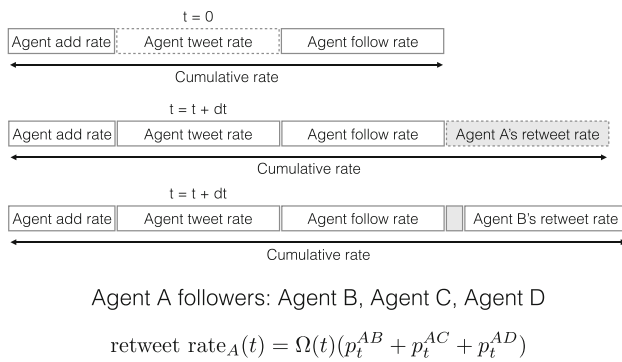 t = 0
Agent add rate Agent tweet rate Agent follow rate
Cumulative rate
t = t + dt
Agent add rate Agent tweet rate Agent follow rate Agent A's retweet rate
Cumulative rate
t = t + dt
Agent add rate Agent tweet rate Agent follow rate Agent B's retweet rate
Cumulative rate
Agent A followers: Agent B, Agent C, Agent D
retweet rate_A(t) = Ω(t)(p_t^{AB} + p_t^{AC} + p_t^{AD})